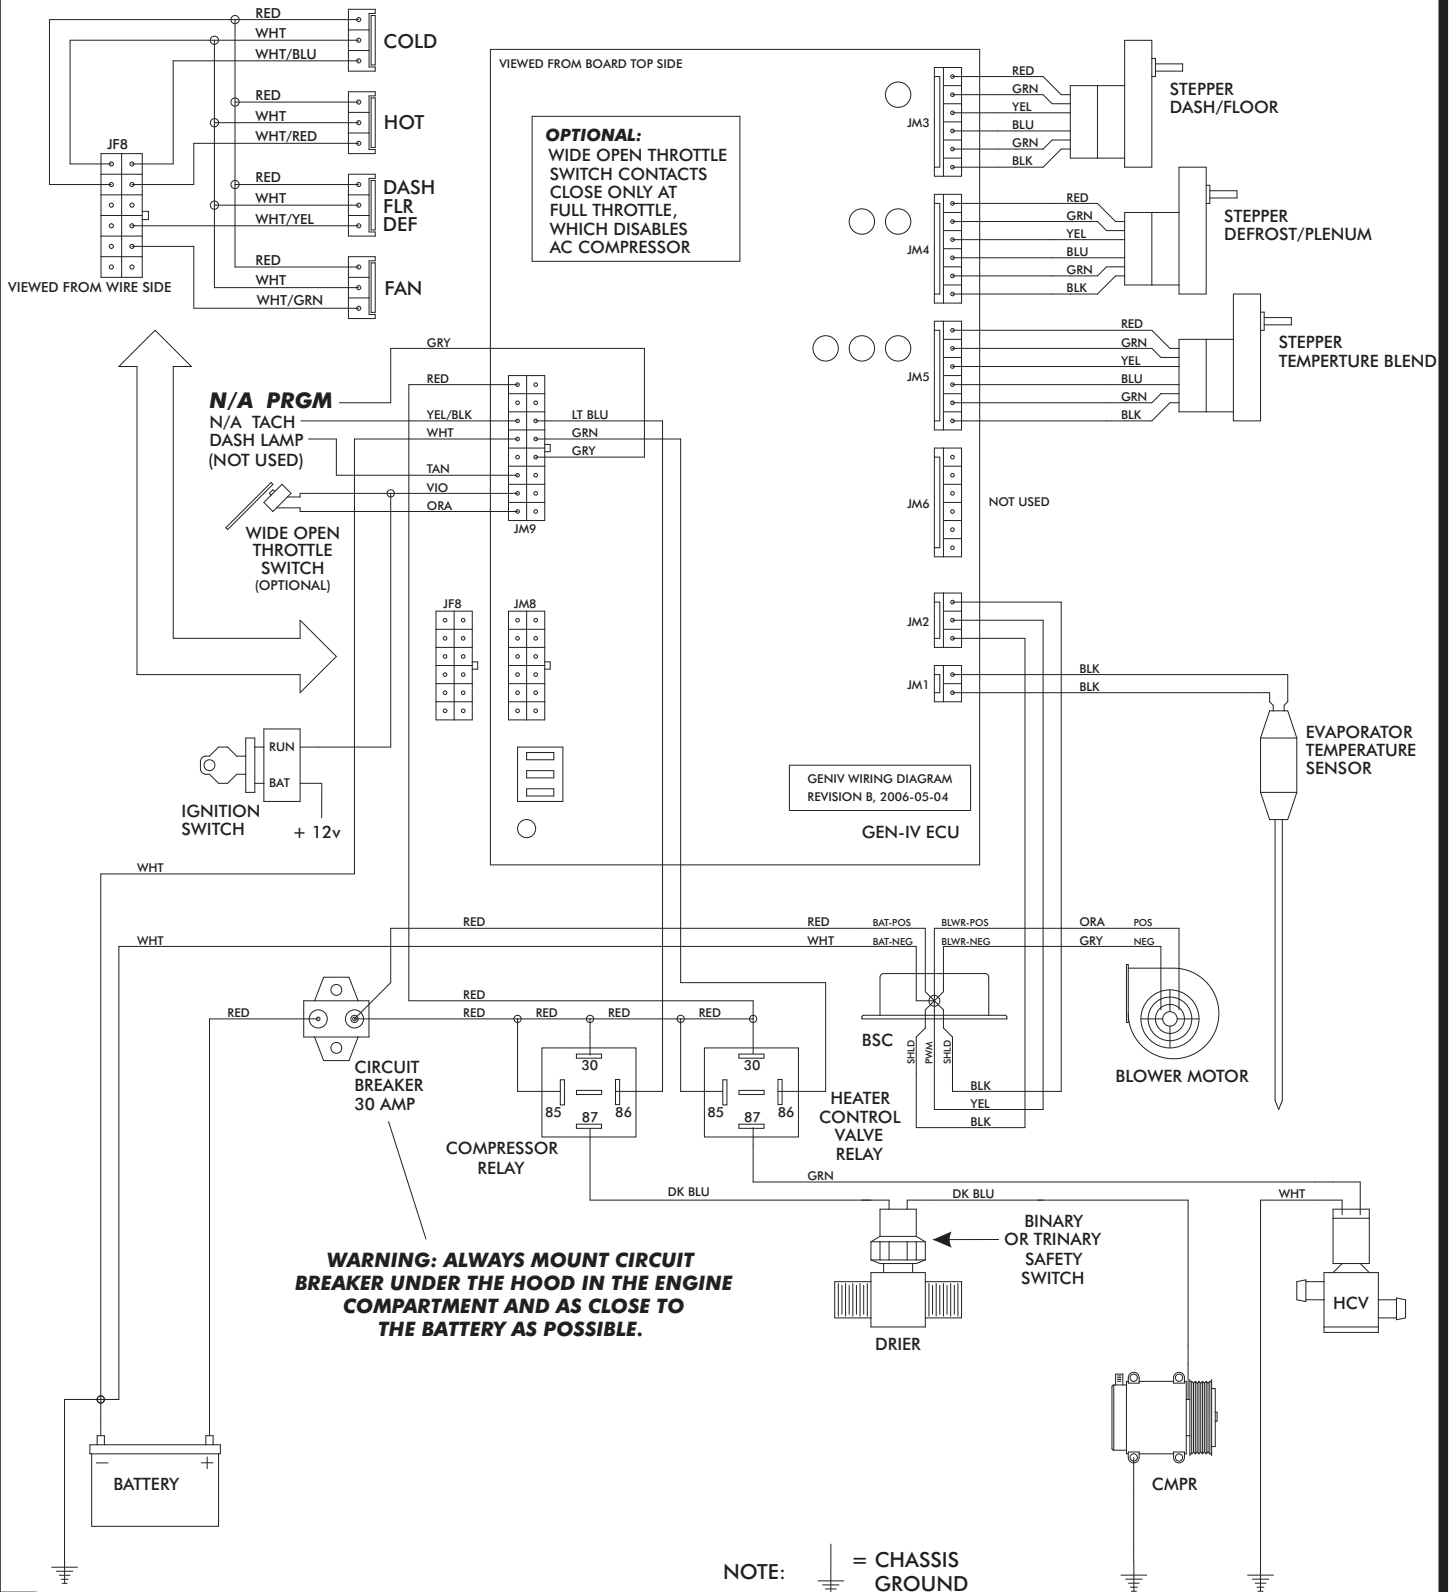 RED
WHT
WHT/BLU
COLD
RED
WHT
WHT/RED
HOT
JF8
RED
WHT
WHT/YEL
DASH
FLR
DEF
RED
WHT
WHT/GRN
FAN
VIEWED FROM WIRE SIDE
VIEWED FROM BOARD TOP SIDE
OPTIONAL:
WIDE OPEN THROTTLE
SWITCH CONTACTS
CLOSE ONLY AT
FULL THROTTLE,
WHICH DISABLES
AC COMPRESSOR
JM3
RED
GRN
YEL
BLU
GRN
BLK
STEPPER
DASH/FLOOR
JM4
RED
GRN
YEL
BLU
GRN
BLK
STEPPER
DEFROST/PLENUM
JM5
RED
GRN
YEL
BLU
GRN
BLK
STEPPER
TEMPERTURE BLEND
GRY
RED
N/A PRGM
N/A TACH
DASH LAMP
(NOT USED)
YEL/BLK
WHT
TAN
VIO
ORA
LT BLU
GRN
GRY
JM9
WIDE OPEN
THROTTLE
SWITCH
(OPTIONAL)
JM6
NOT USED
JF8
JM8
JM2
JM1
BLK
BLK
EVAPORATOR
TEMPERATURE
SENSOR
RUN
BAT
IGNITION
SWITCH
+ 12v
GENIV WIRING DIAGRAM
REVISION B, 2006-05-04
GEN-IV ECU
WHT
RED
RED
BAT-POS
BLWR-POS
ORA
POS
WHT
WHT
BAT-NEG
BLWR-NEG
GRY
NEG
RED
RED
RED
RED
RED
RED
BSC
SHLD
PWM
SHLD
BLK
YEL
BLK
BLOWER MOTOR
CIRCUIT
BREAKER
30 AMP
30
85
86
87
COMPRESSOR
RELAY
30
85
86
87
HEATER
CONTROL
VALVE
RELAY
GRN
DK BLU
DK BLU
WHT
BINARY
OR TRINARY
SAFETY
SWITCH
WARNING: ALWAYS MOUNT CIRCUIT
BREAKER UNDER THE HOOD IN THE ENGINE
COMPARTMENT AND AS CLOSE TO
THE BATTERY AS POSSIBLE.
DRIER
HCV
CMPR
− +
BATTERY
NOTE:
= CHASSIS
GROUND